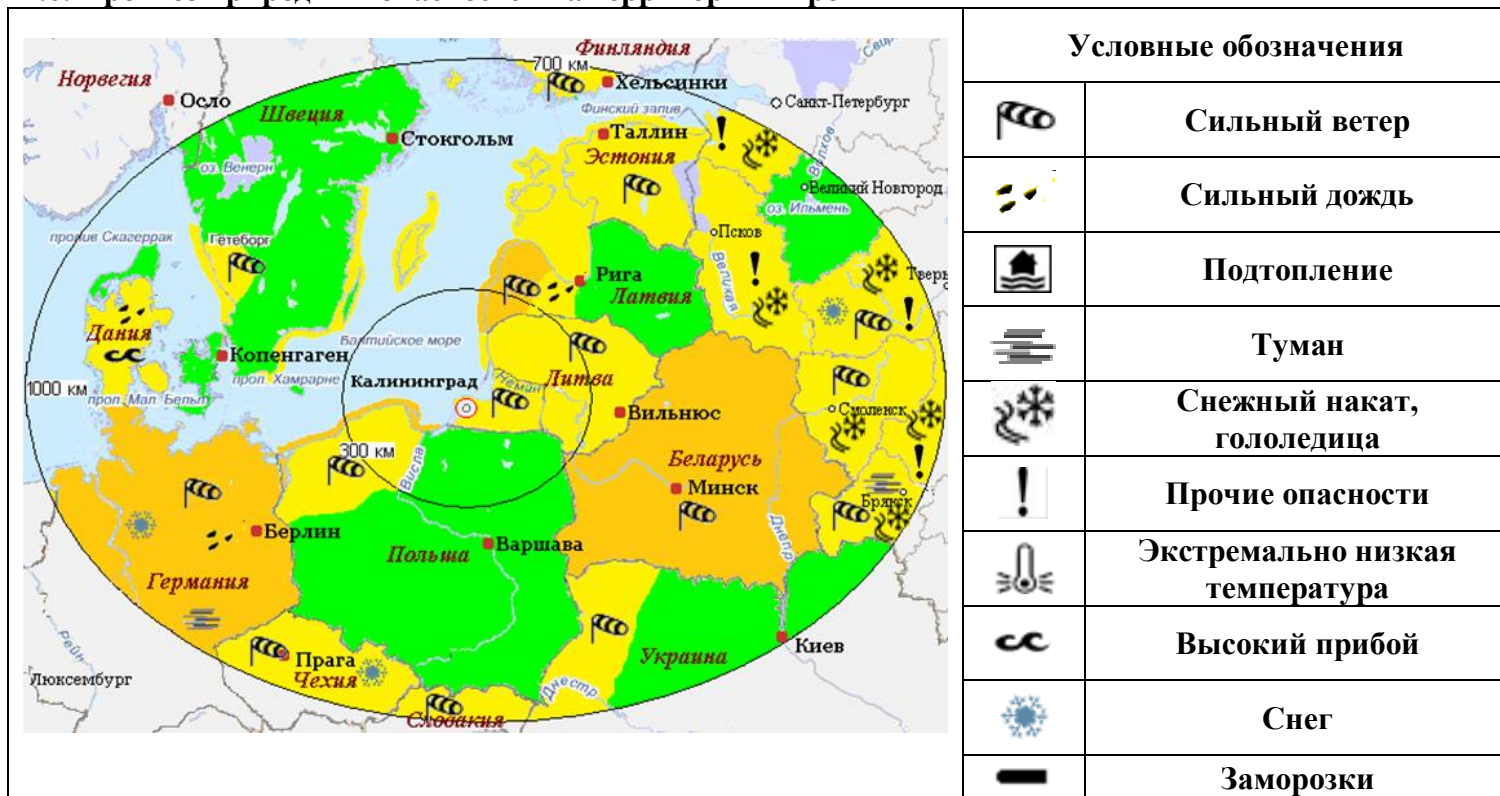 Условные обозначения
Сильный ветер
Сильный дождь
Подтопление
Туман
Снежный накат,
гололедица
Прочие опасности
Экстремально низкая
температура
Высокий прибой
Снег
Заморозки
Финляндия
700 км
Норвегия
Хельсинки
Осло
Санкт-Петербург
Швеция
Финский залив
Таллин
Стокгольм
Эстония
Волхов
оз. Венерн
Великий Новгород
оз. Ильмень
Псков
пролив Скагеррак
Гётеборг
Великая
Рига
Тверь
Латвия
Дания
Балтийское море
Копенгаген
Калининград
Неман
Литва
1000 км
прол. Хамрарне
прол. Мал. Бельт
Вильнюс
Смоленск
300 км
Висла
Беларусь
Минск
Брянск
Берлин
Днепр
Польша
Варшава
Германия
Рейн
Украина
Киев
Прага
Чехия
Люксембург
Днестр
Словакия